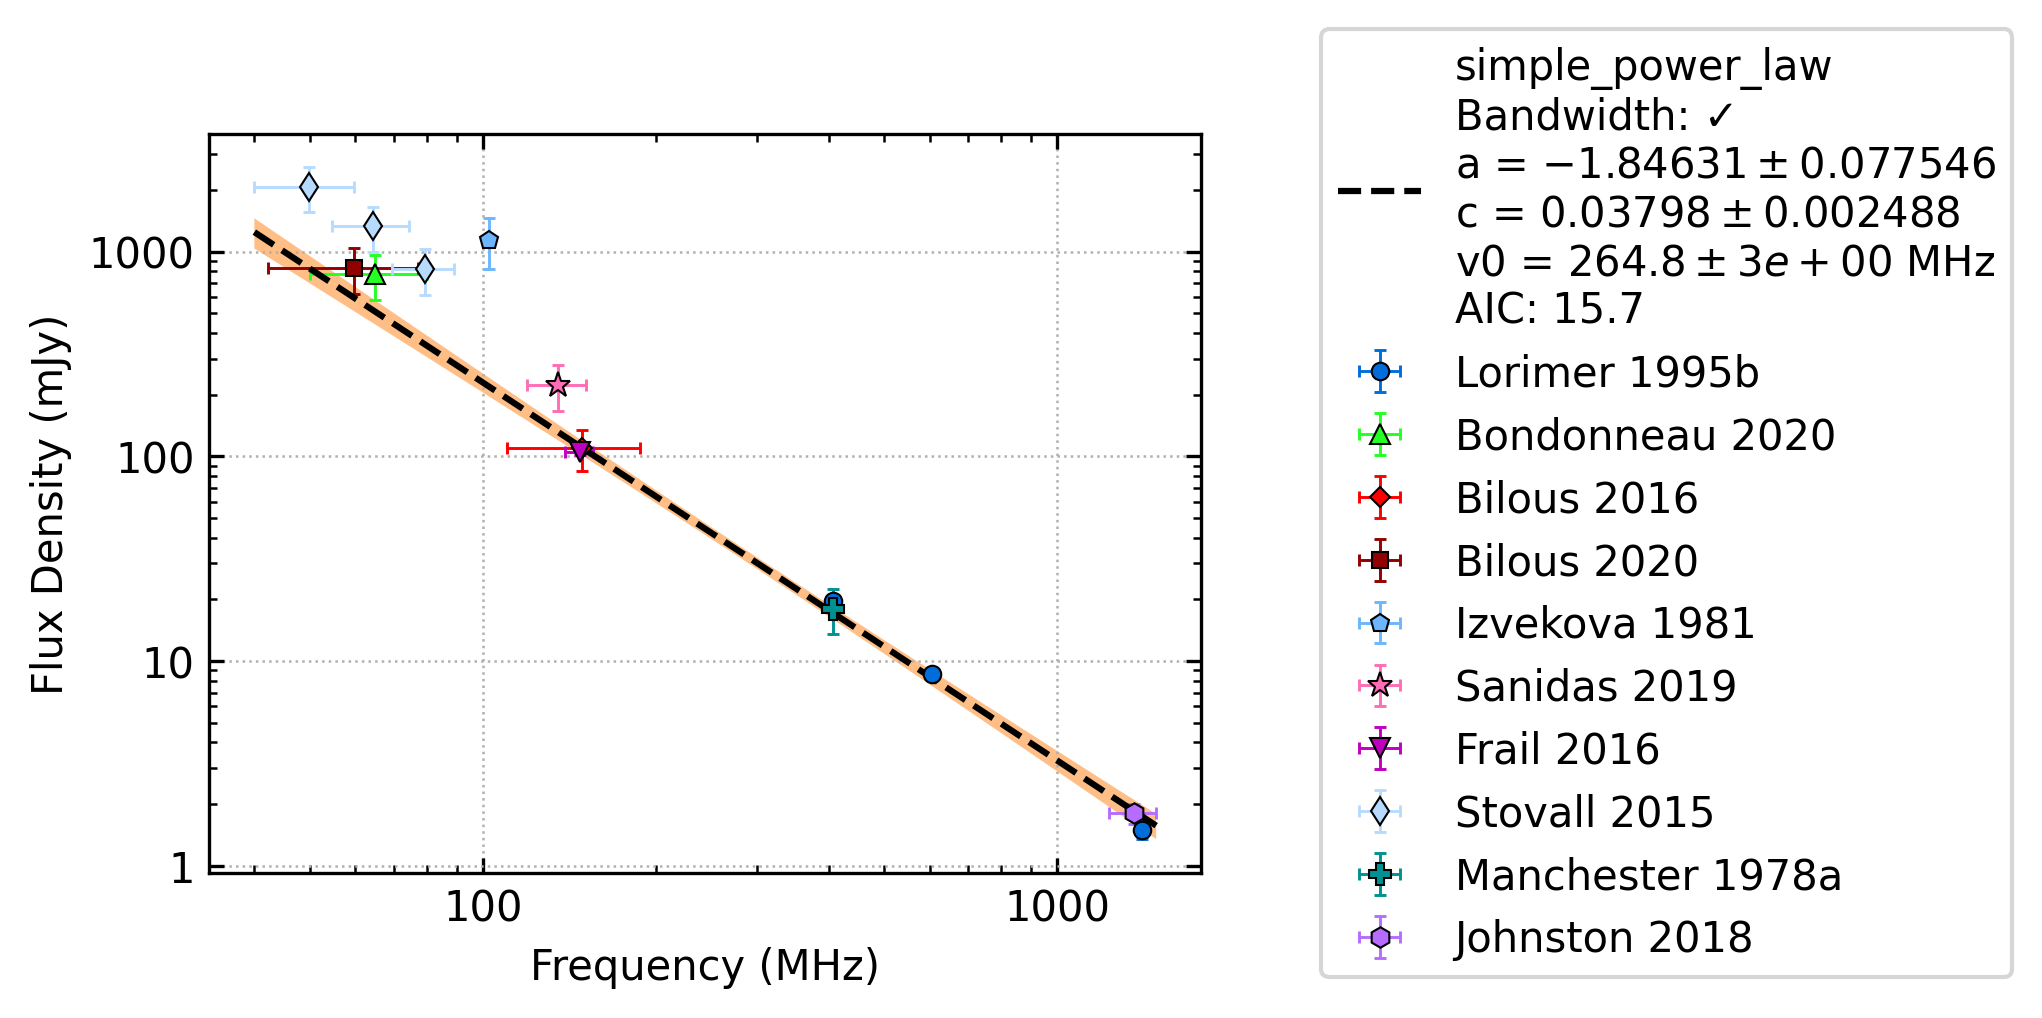 simple_power_law
Bandwidth: ✓
a = −1.84631 ± 0.077546
c = 0.03798 ± 0.002488
v0 = 264.8 ± 3e + 00 MHz
AIC: 15.7
Lorimer 1995b
Bondonneau 2020
Bilous 2016
Bilous 2020
Izvekova 1981
Sanidas 2019
Frail 2016
Stovall 2015
Manchester 1978a
Johnston 2018
Flux Density (mJy)
1000
100
10
1
100 1000
Frequency (MHz)